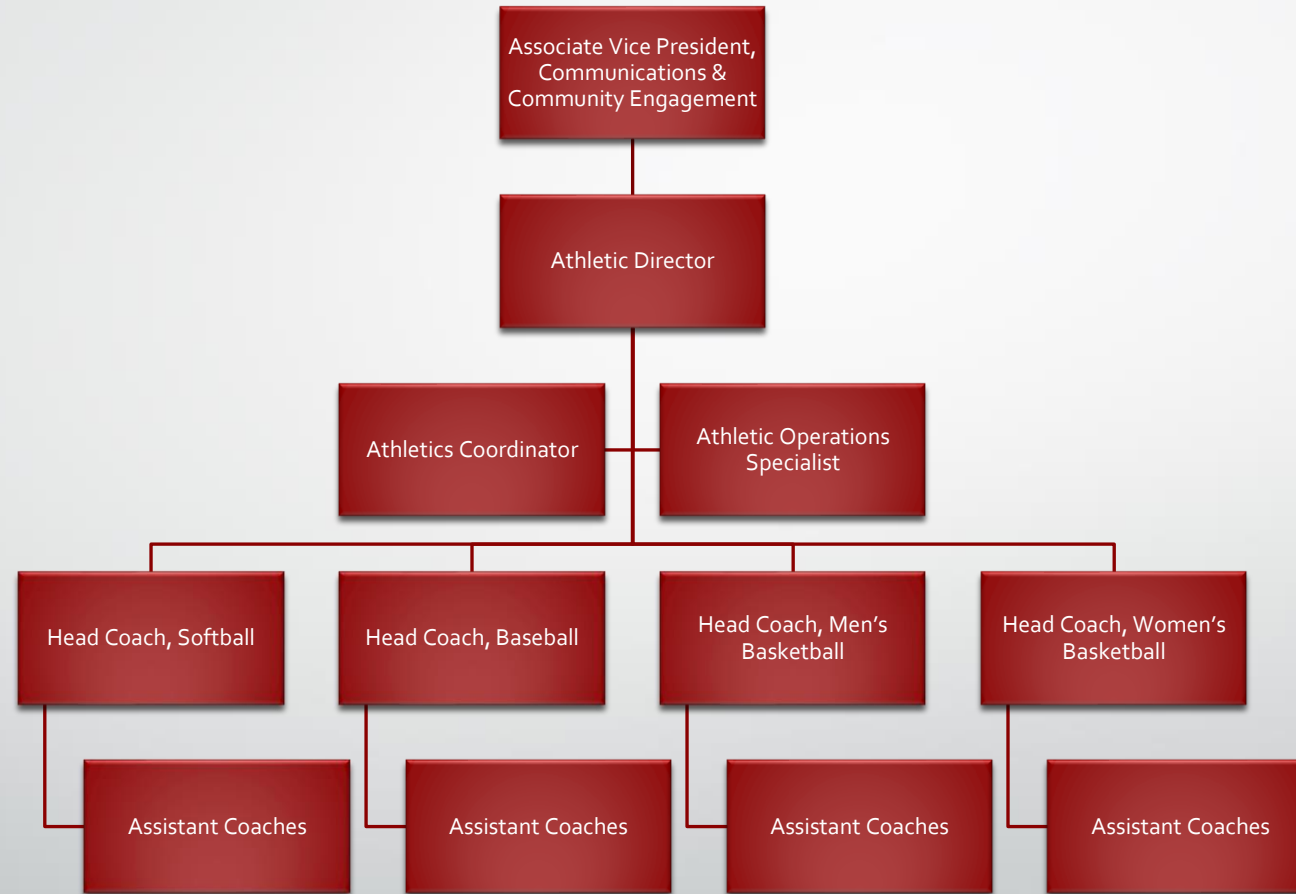 Associate Vice President,
Communications &
Community Engagement
Athletic Director
Athletics Coordinator
Athletic Operations
Specialist
Head Coach, Softball
Head Coach, Baseball
Head Coach, Men’s
Basketball
Head Coach, Women’s
Basketball
Assistant Coaches
Assistant Coaches
Assistant Coaches
Assistant Coaches